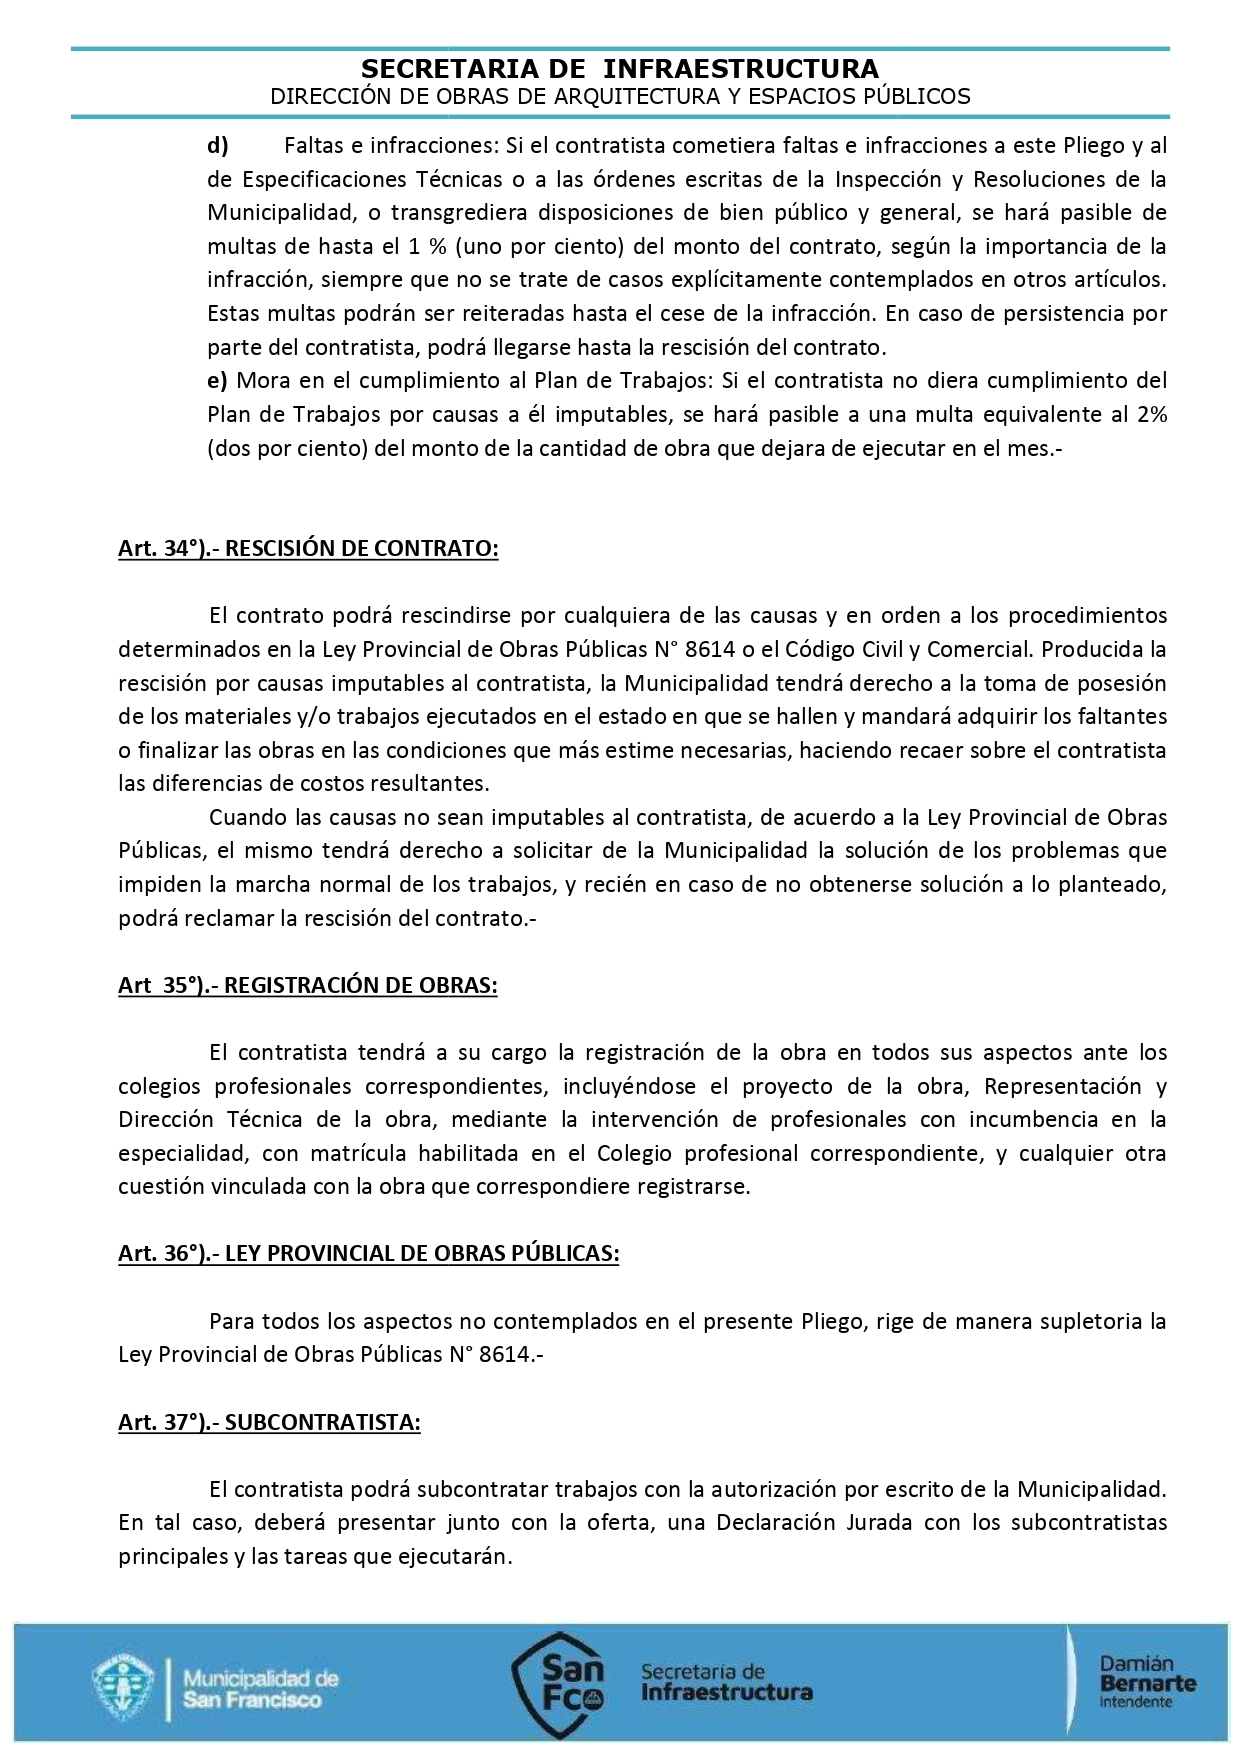 SECRETARIA DE  INFRAESTRUCTURA
DIRECCIÓN DE OBRAS DE ARQUITECTURA Y ESPACIOS PÚBLICOS
d) Faltas e infracciones: Si el contratista cometiera faltas e infracciones a este Pliego y al
de Especificaciones Técnicas o a las órdenes escritas de la Inspección y Resoluciones de la
Municipalidad, o transgrediera disposiciones de bien público y general, se hará pasible de
multas de hasta el 1 % (uno por ciento) del monto del contrato, según la importancia de la
infracción, siempre que no se trate de casos explícitamente contemplados en otros artículos.
Estas multas podrán ser reiteradas hasta el cese de la infracción. En caso de persistencia por
parte del contratista, podrá llegarse hasta la rescisión del contrato.
e) Mora en el cumplimiento al Plan de Trabajos: Si el contratista no diera cumplimiento del
Plan de Trabajos por causas a él imputables, se hará pasible a una multa equivalente al 2%
(dos por ciento) del monto de la cantidad de obra que dejara de ejecutar en el mes.-
Art. 34°).- RESCISIÓN DE CONTRATO:
El contrato podrá rescindirse por cualquiera de las causas y en orden a los procedimientos
determinados en la Ley Provincial de Obras Públicas N° 8614 o el Código Civil y Comercial. Producida la
rescisión por causas imputables al contratista, la Municipalidad tendrá derecho a la toma de posesión
de los materiales y/o trabajos ejecutados en el estado en que se hallen y mandará adquirir los faltantes
o finalizar las obras en las condiciones que más estime necesarias, haciendo recaer sobre el contratista
las diferencias de costos resultantes.
Cuando las causas no sean imputables al contratista, de acuerdo a la Ley Provincial de Obras
Públicas, el mismo tendrá derecho a solicitar de la Municipalidad la solución de los problemas que
impiden la marcha normal de los trabajos, y recién en caso de no obtenerse solución a lo planteado,
podrá reclamar la rescisión del contrato.-
Art  35°).- REGISTRACIÓN DE OBRAS:
El contratista tendrá a su cargo la registración de la obra en todos sus aspectos ante los
colegios profesionales correspondientes, incluyéndose el proyecto de la obra, Representación y
Dirección Técnica de la obra, mediante la intervención de profesionales con incumbencia en la
especialidad, con matrícula habilitada en el Colegio profesional correspondiente, y cualquier otra
cuestión vinculada con la obra que correspondiere registrarse.
Art. 36°).- LEY PROVINCIAL DE OBRAS PÚBLICAS:
Para todos los aspectos no contemplados en el presente Pliego, rige de manera supletoria la
Ley Provincial de Obras Públicas N° 8614.-
Art. 37°).- SUBCONTRATISTA:
El contratista podrá subcontratar trabajos con la autorización por escrito de la Municipalidad.
En tal caso, deberá presentar junto con la oferta, una Declaración Jurada con los subcontratistas
principales y las tareas que ejecutarán.
Municipalidad de
San Francisco
San
Fco
Secretaría de
Infraestructura
Damián
Bernarte
Intendente